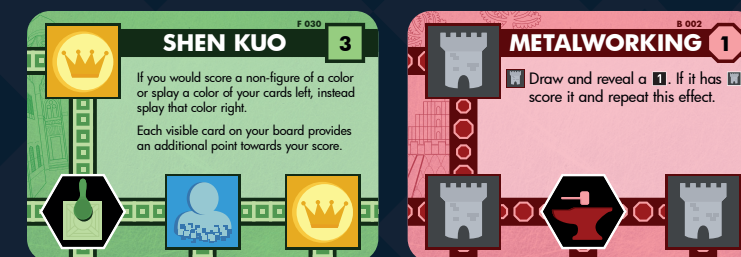 F 030
SHEN KUO
3
If you would score a non-figure of a color
or splay a color of your cards left, instead
splay that color right.
Each visible card on your board provides
an additional point towards your score.
B 002
METALWORKING
1
Draw and reveal a 1. If it has
score it and repeat this effect.